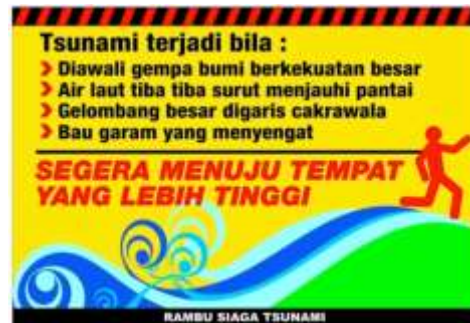 Tsunami terjadi bila :
Diawali gempa bumi berkekuatan besar
Air laut tiba tiba surut menjauhi pantai
Gelombang besar digaris cakrawala
Bau garam yang menyengat
SEGERA MENUJU TEMPAT
YANG LEBIH TINGGI
RAMBU SIAGA TSUNAMI